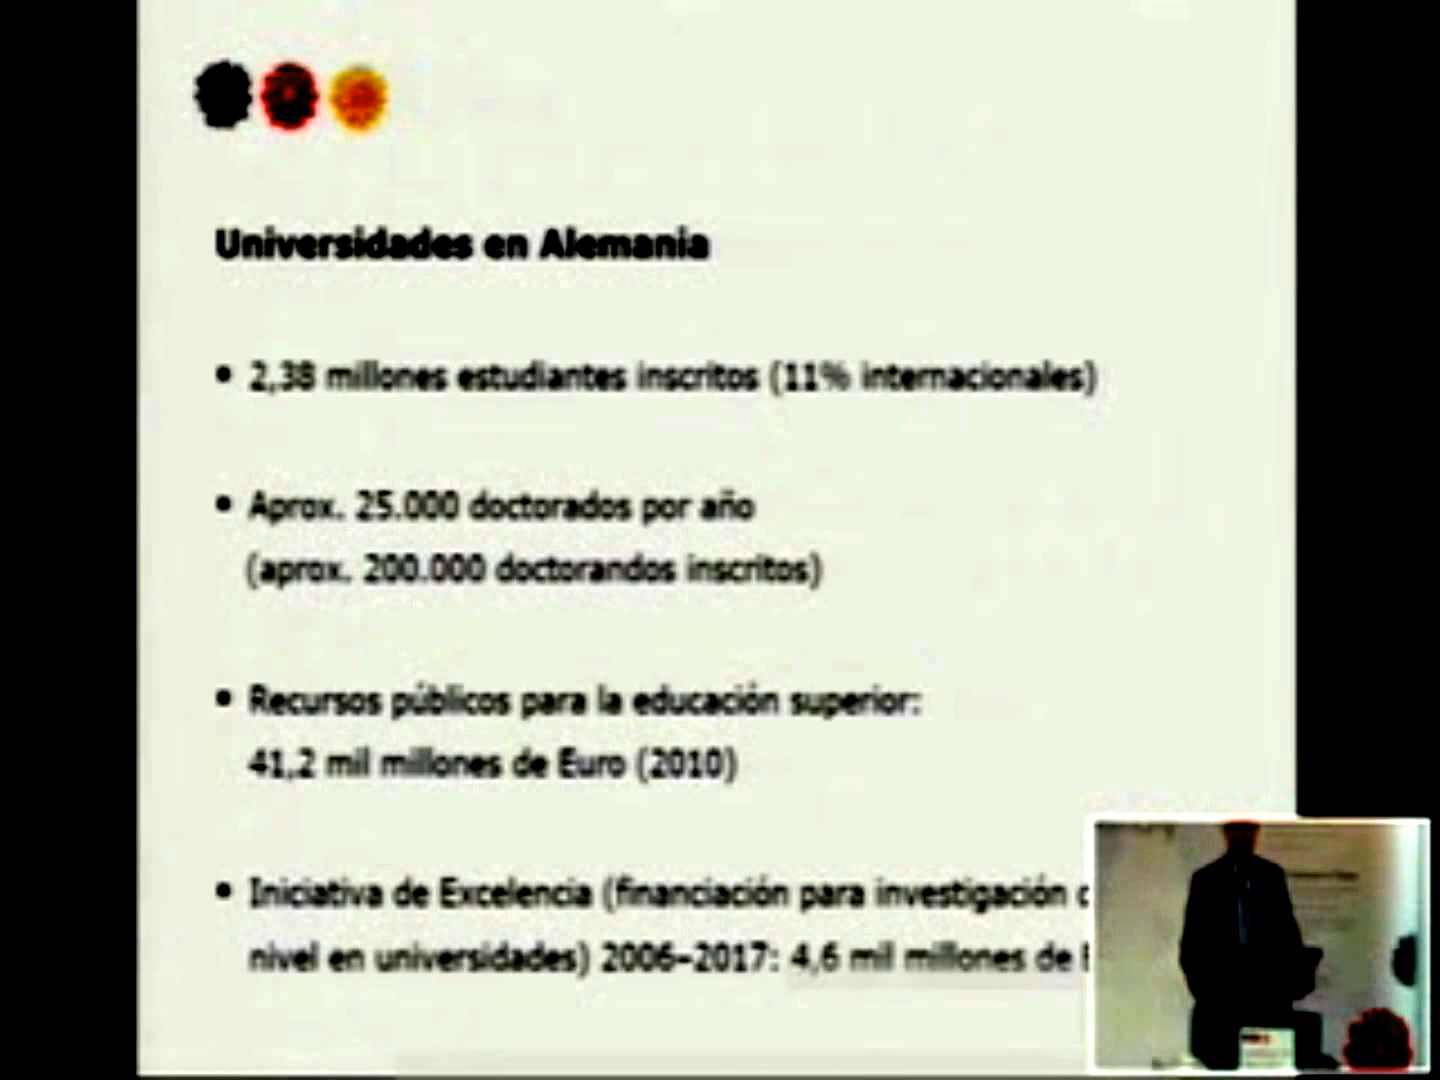 Universidades en Alemania
• 2,38 millones estudiantes inscritos (11% internacionales)
• Aprox. 25.000 doctorados por año
(aprox. 200.000 doctorandos inscritos)
• Recursos públicos para la educación superior:
41,2 mil millones de Euro (2010)
• Iniciativa de Excelencia (financiación para investigación
nivel en universidades) 2006–2017: 4,6 mil millones de